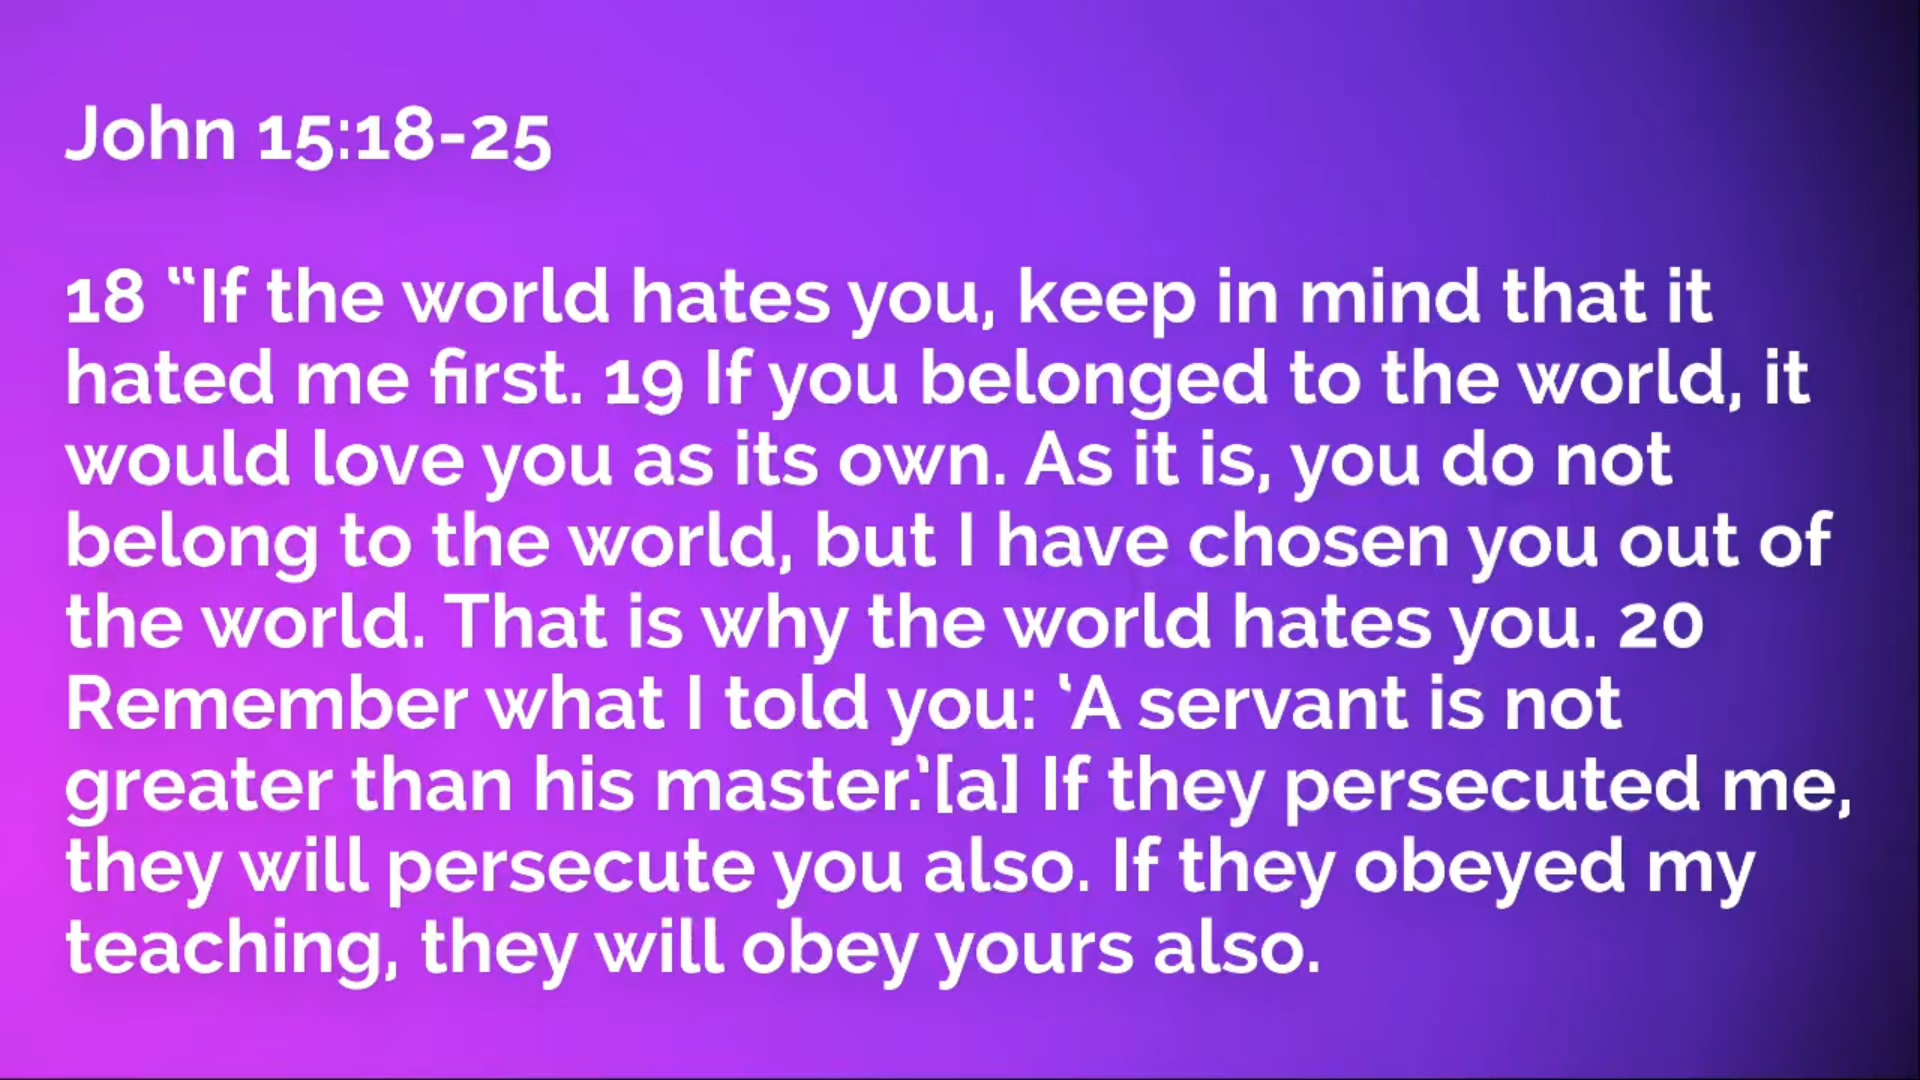 John 15:18-25
18 “If the world hates you, keep in mind that it
hated me first. 19 If you belonged to the world, it
would love you as its own. As it is, you do not
belong to the world, but I have chosen you out of
the world. That is why the world hates you. 20
Remember what I told you: ‘A servant is not
greater than his master.’[a] If they persecuted me,
they will persecute you also. If they obeyed my
teaching, they will obey yours also.